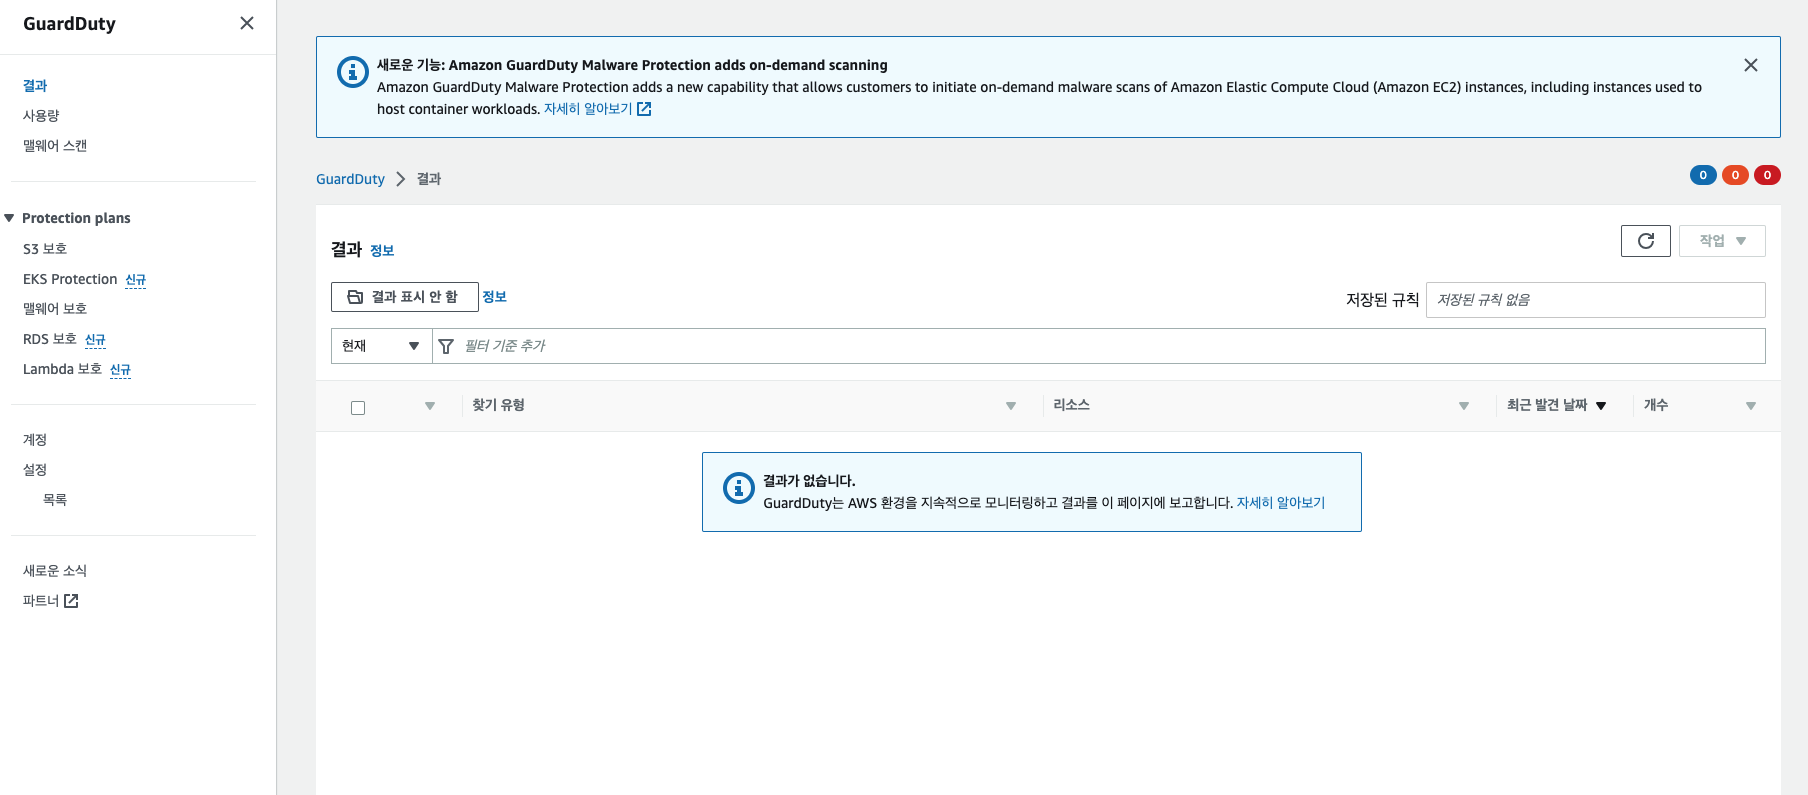 GuardDuty
결과
사용량
맬웨어 스캔
Protection plans
S3 보호
EKS Protection 신규
맬웨어 보호
RDS 보호 신규
Lambda 보호 신규
계정
설정
목록
새로운 소식
파트너
새로운 기능: Amazon GuardDuty Malware Protection adds on-demand scanning
Amazon GuardDuty Malware Protection adds a new capability that allows customers to initiate on-demand malware scans of Amazon Elastic Compute Cloud (Amazon EC2) instances, including instances used to
host container workloads. 자세히 알아보기
GuardDuty 결과
0 0 0
결과 정보
작업
결과 표시 안 함 정보
저장된 규칙 저장된 규칙 없음
현재 필터 기준 추가
찾기 유형 리소스 최근 발견 날짜 개수
결과가 없습니다.
GuardDuty는 AWS 환경을 지속적으로 모니터링하고 결과를 이 페이지에 보고합니다. 자세히 알아보기